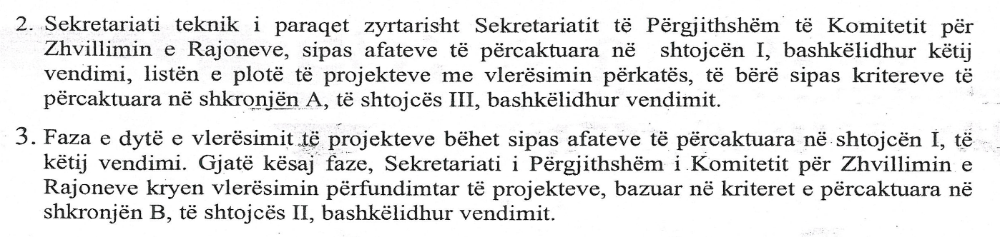 2. Sekretariati teknik i paraqet zyrtarisht Sekretariatit të Përgjithshëm të Komitetit për
Zhvillimin e Rajoneve, sipas afateve të përcaktuara në shtojcën I, bashkëlidhur këtij
vendimi, listën e plotë të projekteve me vlerësimin përkatës, të bërë sipas kritereve të
përcaktuara në shkronjën A, të shtojcës III, bashkëlidhur vendimit.
3. Faza e dytë e vlerësimit të projekteve bëhet sipas afateve të përcaktuara në shtojcën I, të
këtij vendimi. Gjatë kësaj faze, Sekretariati i Përgjithshëm i Komitetit për Zhvillimin e
Rajoneve kryen vlerësimin përfundimtar të projekteve, bazuar në kriteret e përcaktuara në
shkronjën B, të shtojcës II, bashkëlidhur vendimit.